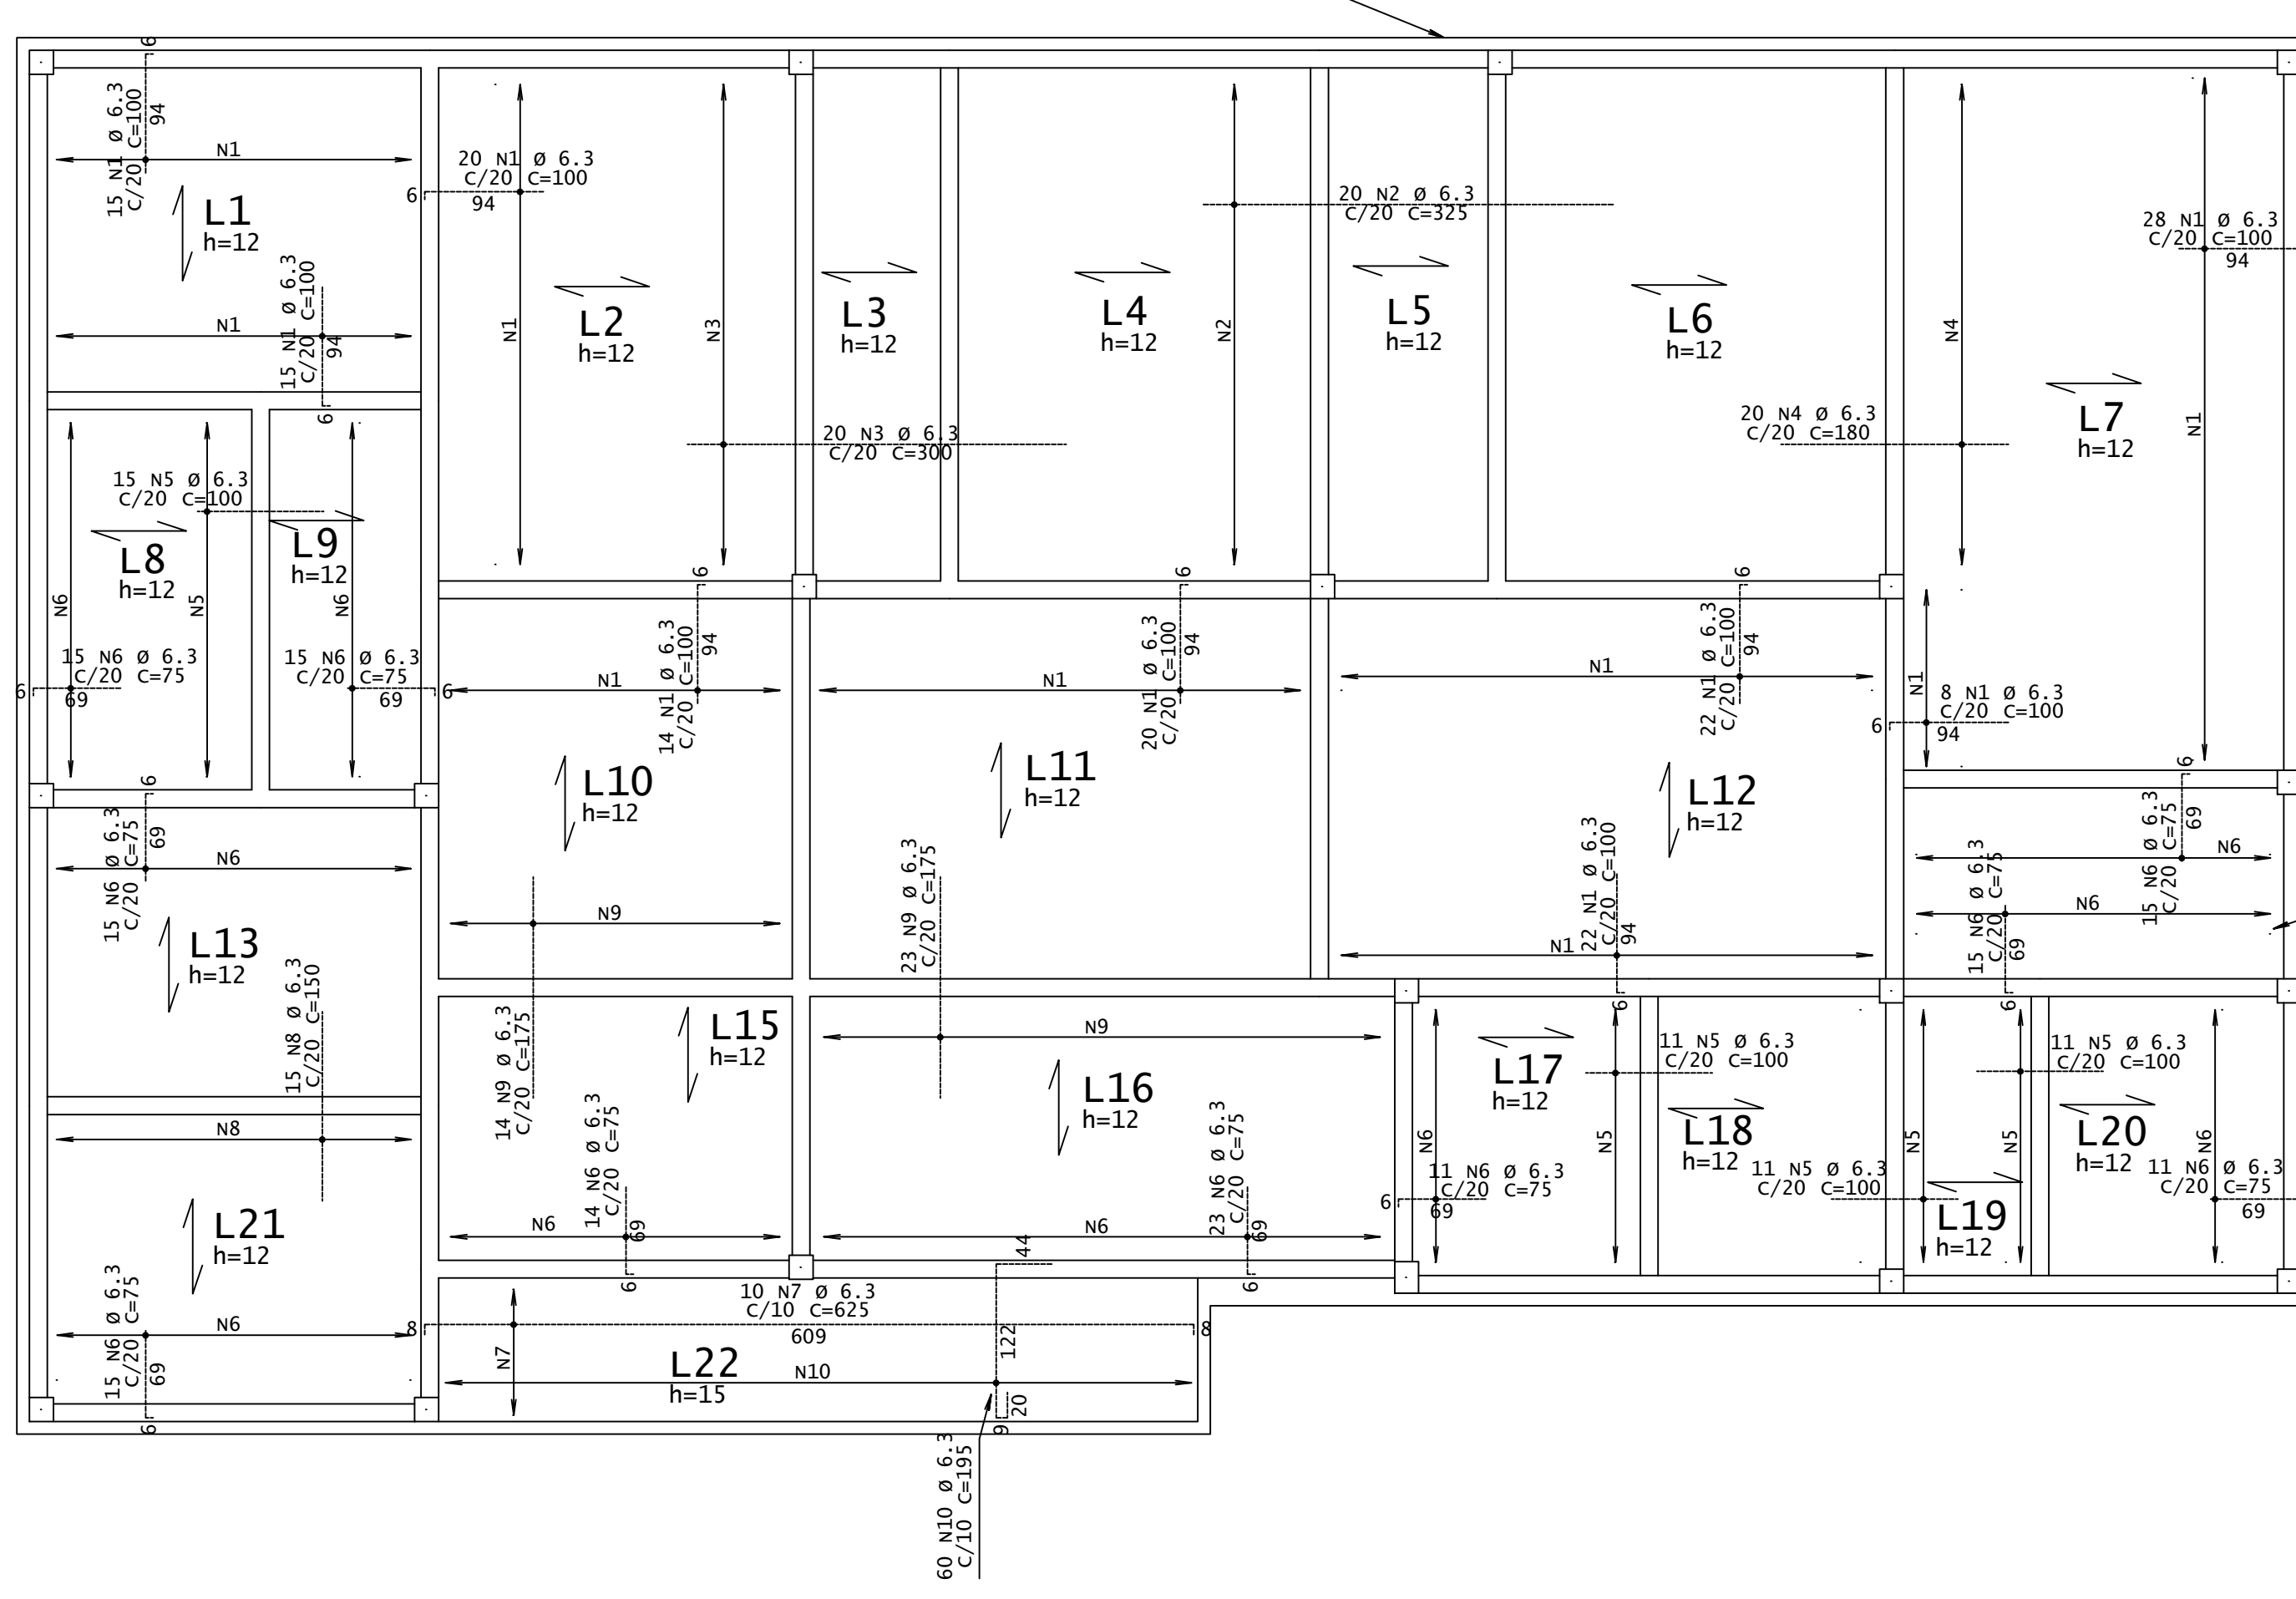 6
15 N1 Ø 6.3
C/20 C=100
94
N1
L1
h=12
15 N1 Ø 6.3
C/20 C=100
94
N1
6
20 N1 Ø 6.3
C/20 C=100
6
94
N1
L2
h=12
N3
20 N3 Ø 6.3
C/20 C=300
L3
h=12
L4
h=12
N2
20 N2 Ø 6.3
C/20 C=325
L5
h=12
L6
h=12
N4
20 N4 Ø 6.3
C/20 C=180
L7
h=12
28 N1 Ø 6.3
C/20 C=100
94
N1
15 N5 Ø 6.3
C/20 C=100
L8
h=12
L9
h=12
N6
N5
N6
15 N6 Ø 6.3
C/20 C=75
6
69
15 N6 Ø 6.3
C/20 C=75
69
6
6
14 N1 Ø 6.3
C/20 C=100
94
N1
L10
h=12
N9
14 N9 Ø 6.3
C/20 C=175
6
20 N1 Ø 6.3
C/20 C=100
94
N1
L11
h=12
23 N9 Ø 6.3
C/20 C=175
6
22 N1 Ø 6.3
C/20 C=100
94
N1
L12
h=12
22 N1 Ø 6.3
C/20 C=100
94
N1
6
N1
8 N1 Ø 6.3
C/20 C=100
6
94
6
15 N6 Ø 6.3
C/20 C=75
69
N6
15 N6 Ø 6.3
C/20 C=75
69
N6
6
6
15 N6 Ø 6.3
C/20 C=75
69
N6
L13
h=12
15 N8 Ø 6.3
C/20 C=150
N8
L15
h=12
14 N6 Ø 6.3
C/20 C=75
69
N6
6
N9
L16
h=12
23 N6 Ø 6.3
C/20 C=75
69
N6
6
L17
h=12
N6
11 N6 Ø 6.3
C/20 C=75
6
69
N5
11 N5 Ø 6.3
C/20 C=100
L18
h=12
11 N5 Ø 6.3
C/20 C=100
N5
L19
h=12
N5
11 N5 Ø 6.3
C/20 C=100
L20
h=12
N6
11 N6 Ø 6.3
C/20 C=75
69
L21
h=12
15 N6 Ø 6.3
C/20 C=75
69
N6
6
10 N7 Ø 6.3
C/10 C=625
8
609
8
N7
L22
h=15
N10
44
122
20
9
60 N10 Ø 6.3
C/10 C=195